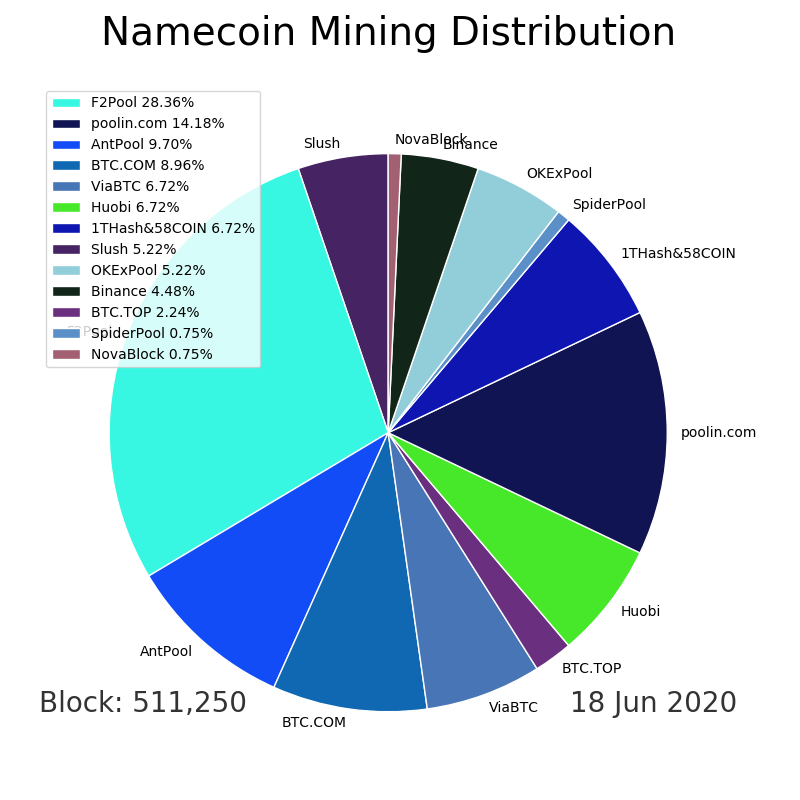 Namecoin Mining Distribution
F2Pool 28.36%
poolin.com 14.18%
AntPool 9.70%
BTC.COM 8.96%
ViaBTC 6.72%
Huobi 6.72%
1THash&58COIN 6.72%
Slush 5.22%
OKExPool 5.22%
Binance 4.48%
BTC.TOP 2.24%
SpiderPool 0.75%
NovaBlock 0.75%
Slush
NovaBlock
Binance
OKExPool
SpiderPool
1THash&58COIN
poolin.com
Huobi
BTC.TOP
ViaBTC
BTC.COM
AntPool
Block: 511,250
18 Jun 2020